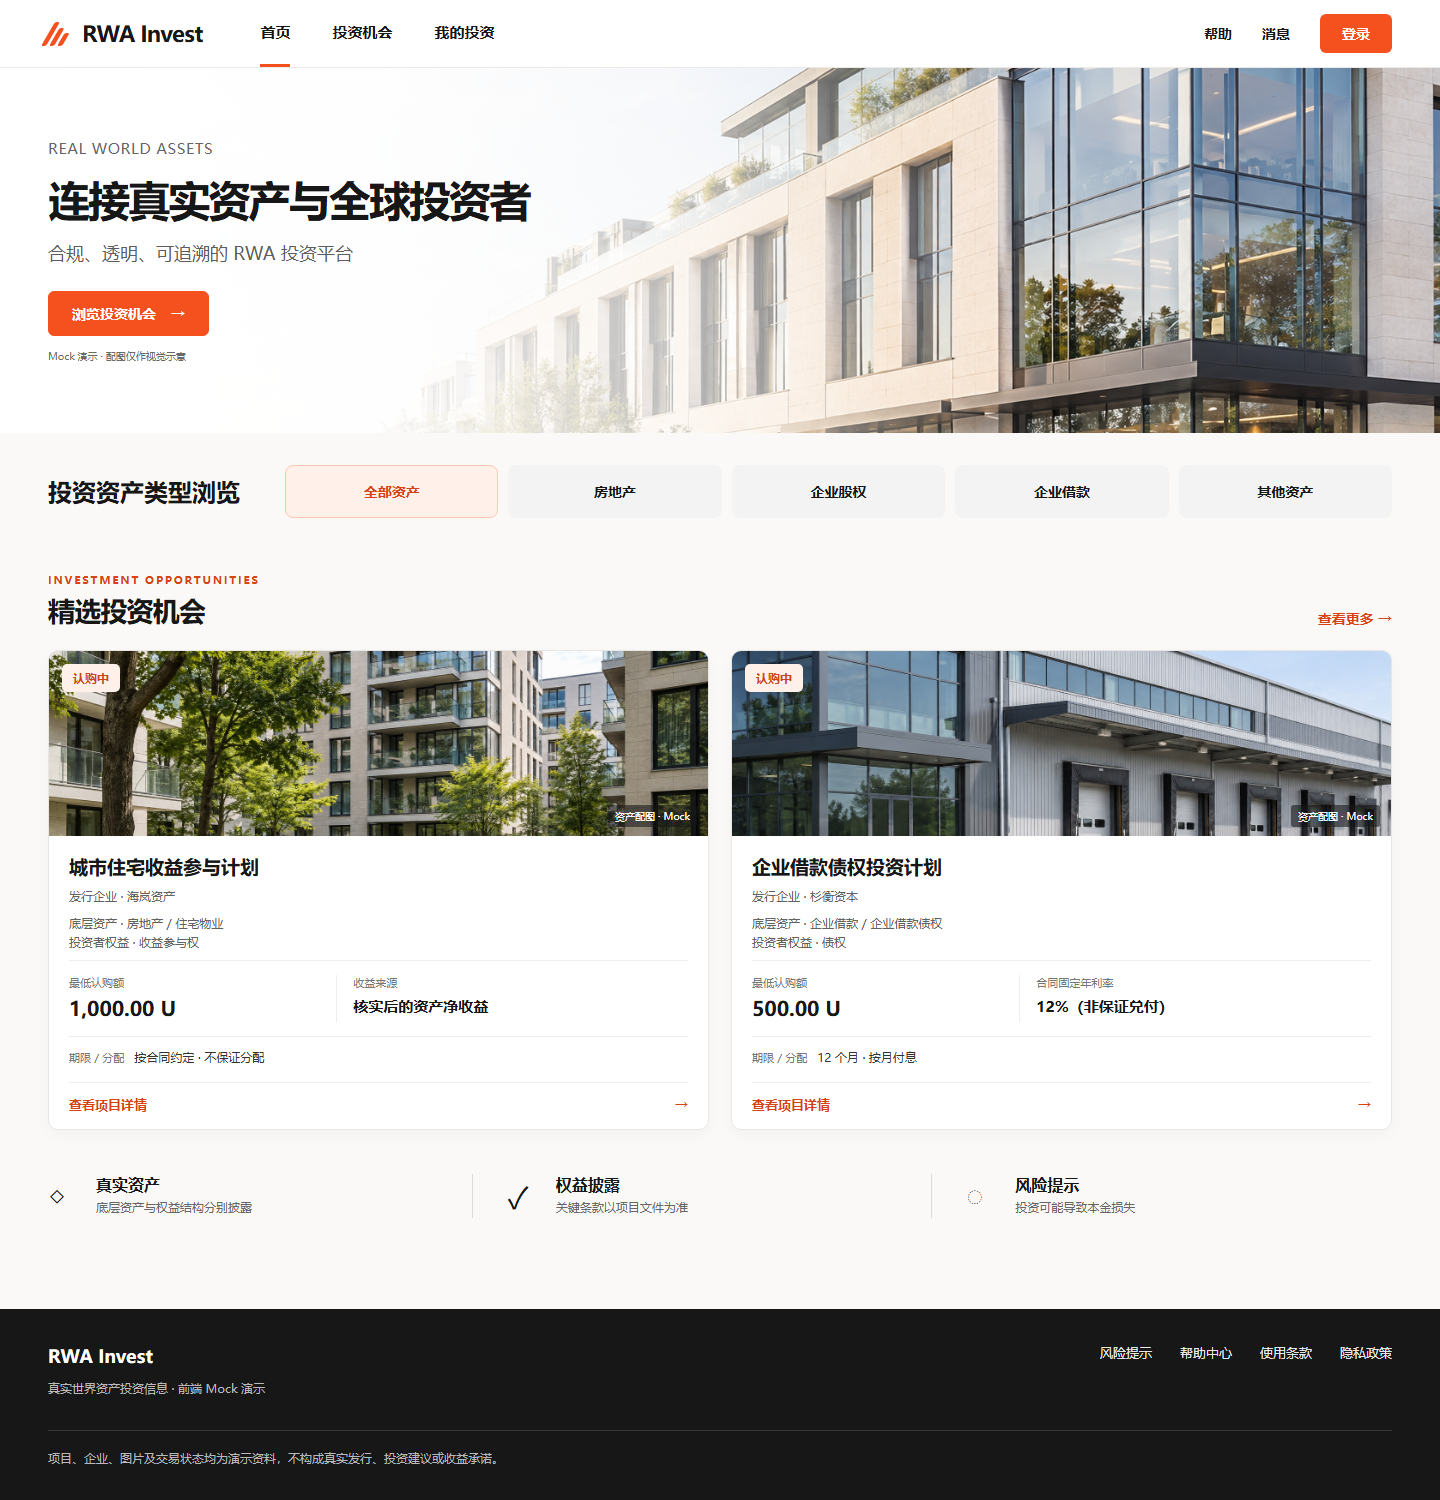 RWA Invest
首页
投资机会
我的投资
帮助
消息
登录
REAL WORLD ASSETS
连接真实资产与全球投资者
合规、透明、可追溯的 RWA 投资平台
浏览投资机会 →
Mock 演示 · 配图仅作视觉示意
投资资产类型浏览
全部资产
房地产
企业股权
企业借款
其他资产
INVESTMENT OPPORTUNITIES
精选投资机会
查看更多 →
认购中
资产配图 · Mock
城市住宅收益参与计划
发行企业 · 海岚资产
底层资产 · 房地产 / 住宅物业
投资者权益 · 收益参与权
最低认购额
1,000.00 U
收益来源
核实后的资产净收益
期限 / 分配 按合同约定 · 不保证分配
查看项目详情 →
认购中
资产配图 · Mock
企业借款债权投资计划
发行企业 · 杉衡资本
底层资产 · 企业借款 / 企业借款债权
投资者权益 · 债权
最低认购额
500.00 U
合同固定年利率
12%（非保证兑付）
期限 / 分配 12 个月 · 按月付息
查看项目详情 →
真实资产
底层资产与权益结构分别披露
权益披露
关键条款以项目文件为准
风险提示
投资可能导致本金损失
RWA Invest
真实世界资产投资信息 · 前端 Mock 演示
风险提示
帮助中心
使用条款
隐私政策
项目、企业、图片及交易状态均为演示资料，不构成真实发行、投资建议或收益承诺。